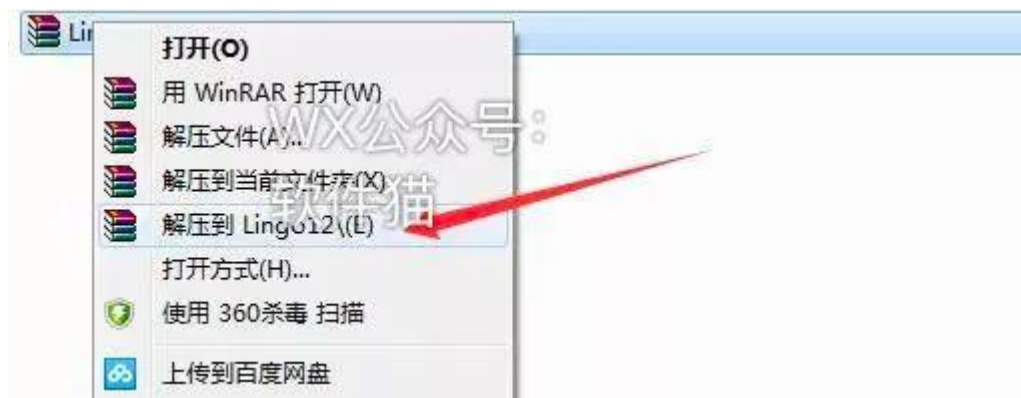 Lin
打开(O)
用 WinRAR 打开(W)
WX公众号：
解压文件(A)...
解压到当前文件夹(X)
软件猫
解压到 Lingo12\(E)
打开方式(H)...
使用 360杀毒 扫描
上传到百度网盘